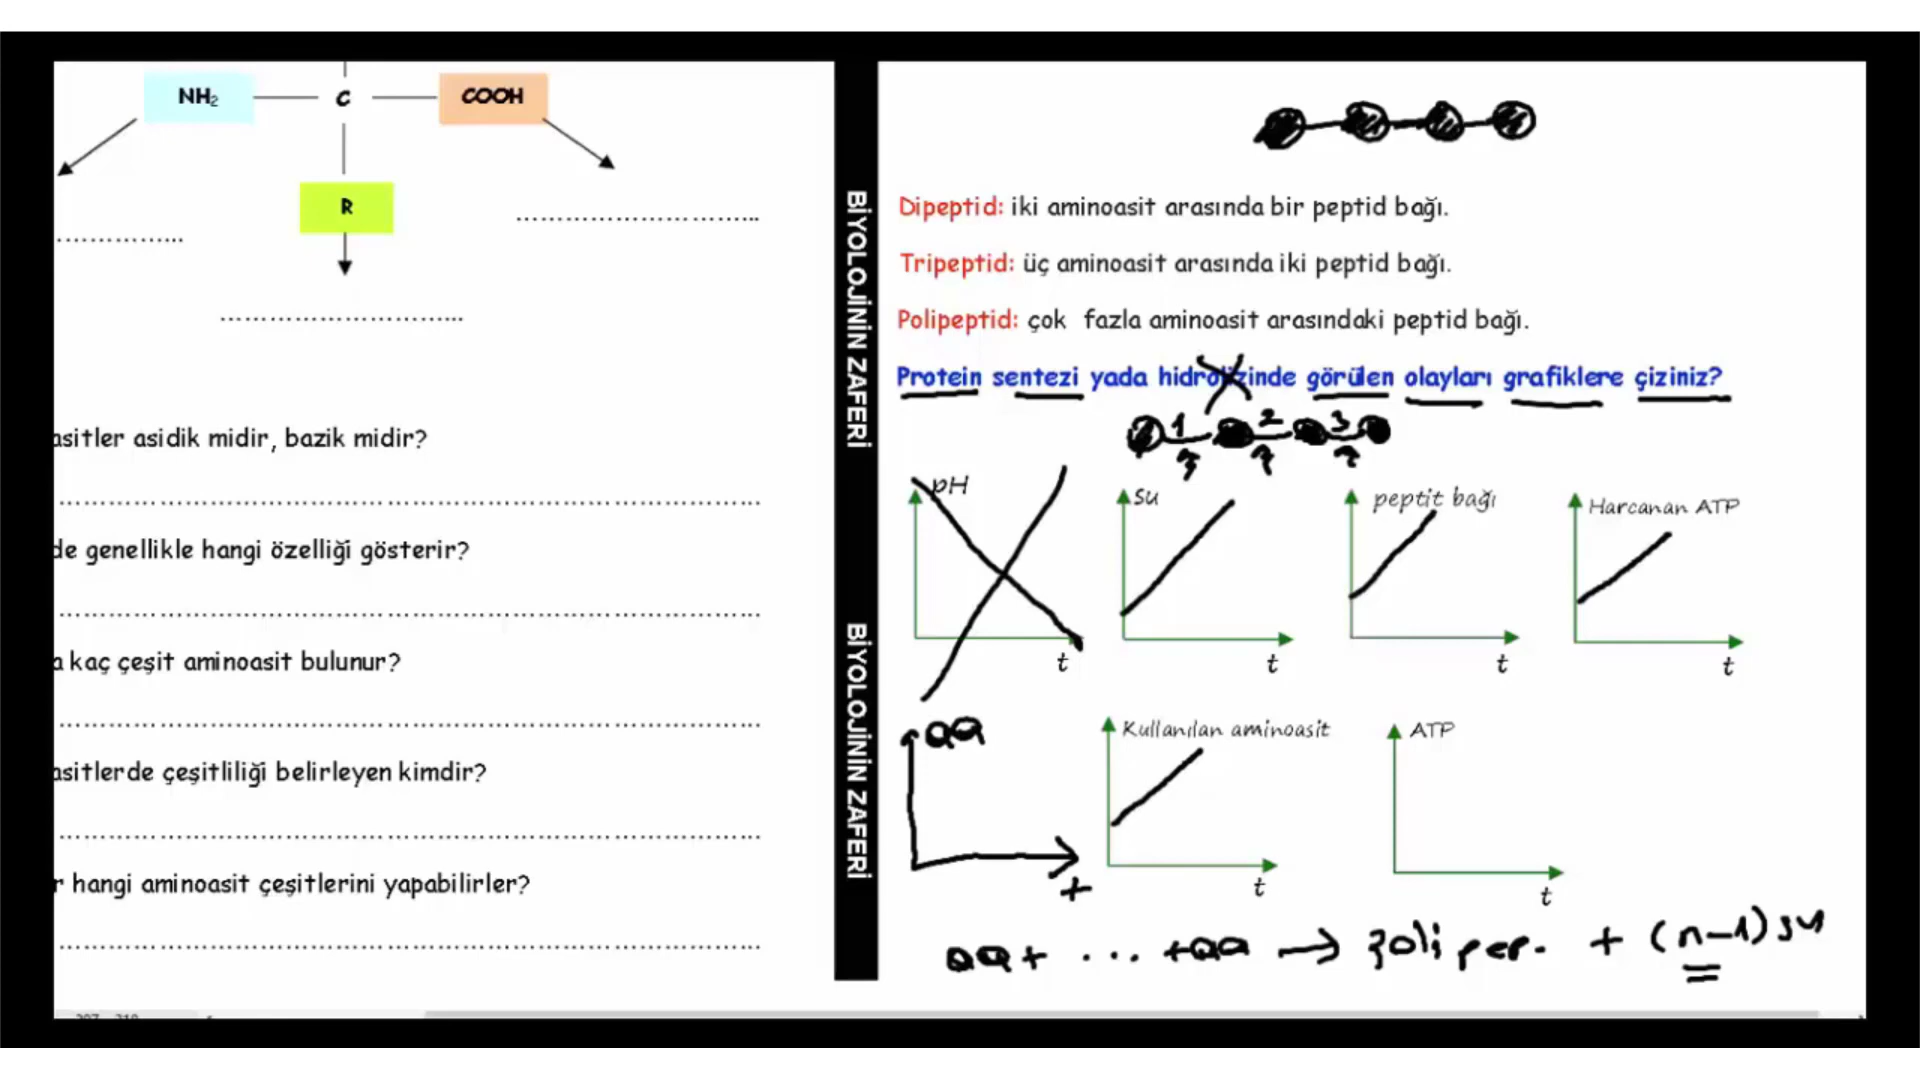 NH₂ C COOH
R
…………..
………………………..
………………………..
asitler asidik midir, bazik midir?
de genellikle hangi özelliği gösterir?
a kaç çeşit aminoasit bulunur?
asitlerde çeşitliliği belirleyen kimdir?
r hangi aminoasit çeşitlerini yapabilirler?
BİYOLOJİNİN ZAFERİ
BİYOLOJİNİN ZAFERİ
Dipeptid: iki aminoasit arasında bir peptid bağı.
Tripeptid: üç aminoasit arasında iki peptid bağı.
Polipeptid: çok fazla aminoasit arasındaki peptid bağı.
Protein sentezi yada hidrolizinde görülen olayları grafiklere çiziniz?
1 2 3
pH
t
su
t
peptit bağı
t
Harcanan ATP
t
aa
t
Kullanılan aminoasit
t
ATP
t
aa+ ... +aa → polipep. + (n-1) su